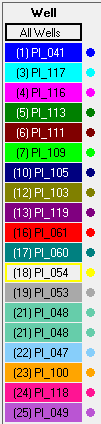 Well
All Wells
(1) PI_041
(3) PI_117
(4) PI_116
(5) PI_113
(6) PI_111
(7) PI_109
(10) PI_105
(12) PI_103
(13) PI_119
(16) PI_061
(17) PI_060
(18) PI_054
(19) PI_053
(21) PI_048
(21) PI_048
(22) PI_047
(23) PI_100
(24) PI_118
(25) PI_049